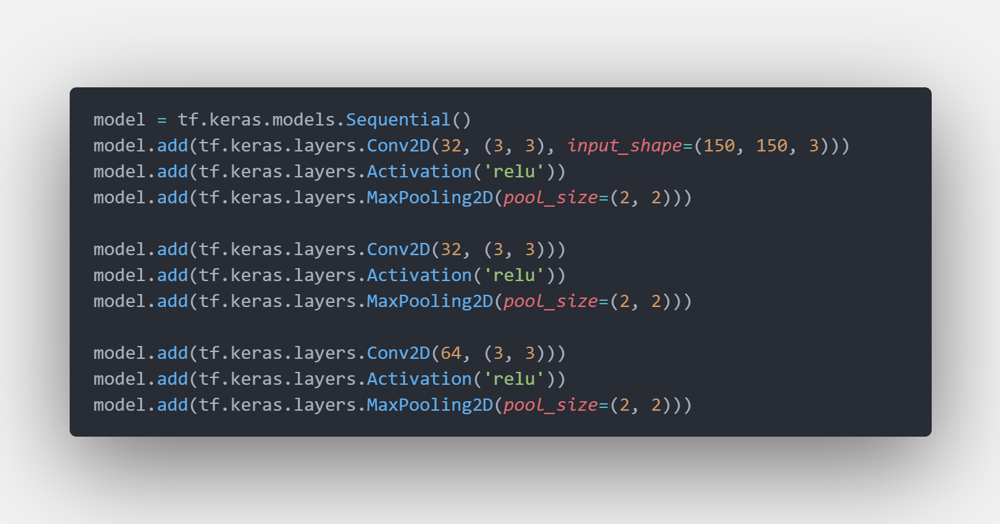 model = tf.keras.models.Sequential()
model.add(tf.keras.layers.Conv2D(32, (3, 3), input_shape=(150, 150, 3)))
model.add(tf.keras.layers.Activation('relu'))
model.add(tf.keras.layers.MaxPooling2D(pool_size=(2, 2)))

model.add(tf.keras.layers.Conv2D(32, (3, 3)))
model.add(tf.keras.layers.Activation('relu'))
model.add(tf.keras.layers.MaxPooling2D(pool_size=(2, 2)))

model.add(tf.keras.layers.Conv2D(64, (3, 3)))
model.add(tf.keras.layers.Activation('relu'))
model.add(tf.keras.layers.MaxPooling2D(pool_size=(2, 2)))